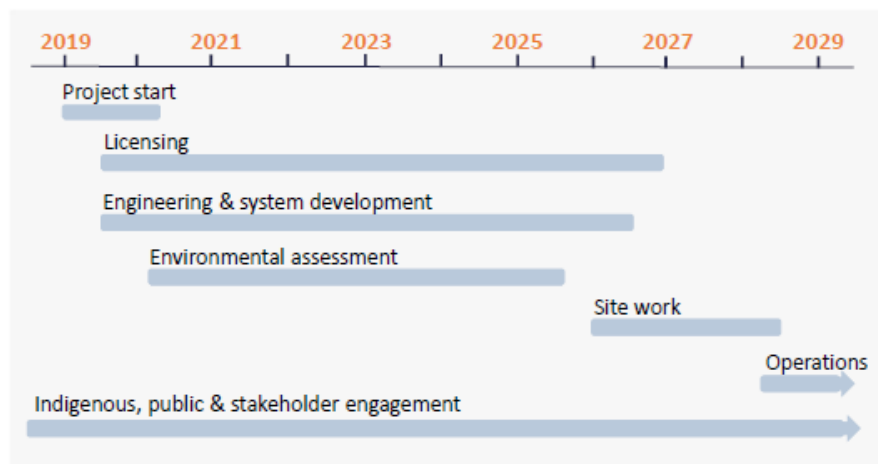 2019 2021 2023 2025 2027 2029
Project start
Licensing
Engineering & system development
Environmental assessment
Site work
Operations
Indigenous, public & stakeholder engagement